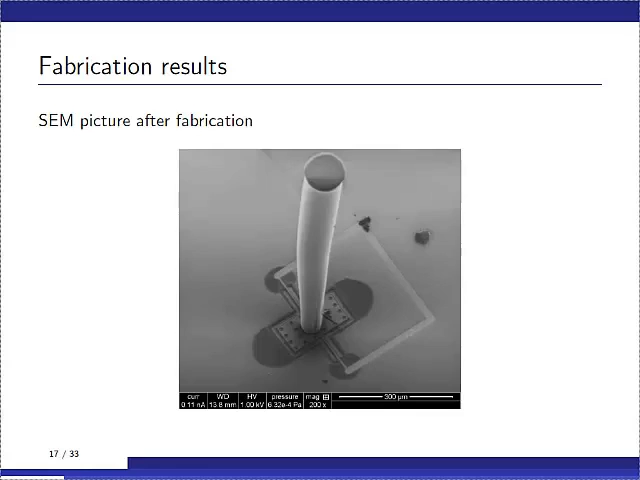 Fabrication results
SEM picture after fabrication
curr WD HV pressure mag ⊞ 300 µm
0.11 nA 13.8 mm 1.00 kV 6.32e-4 Pa 200 x
17 / 33